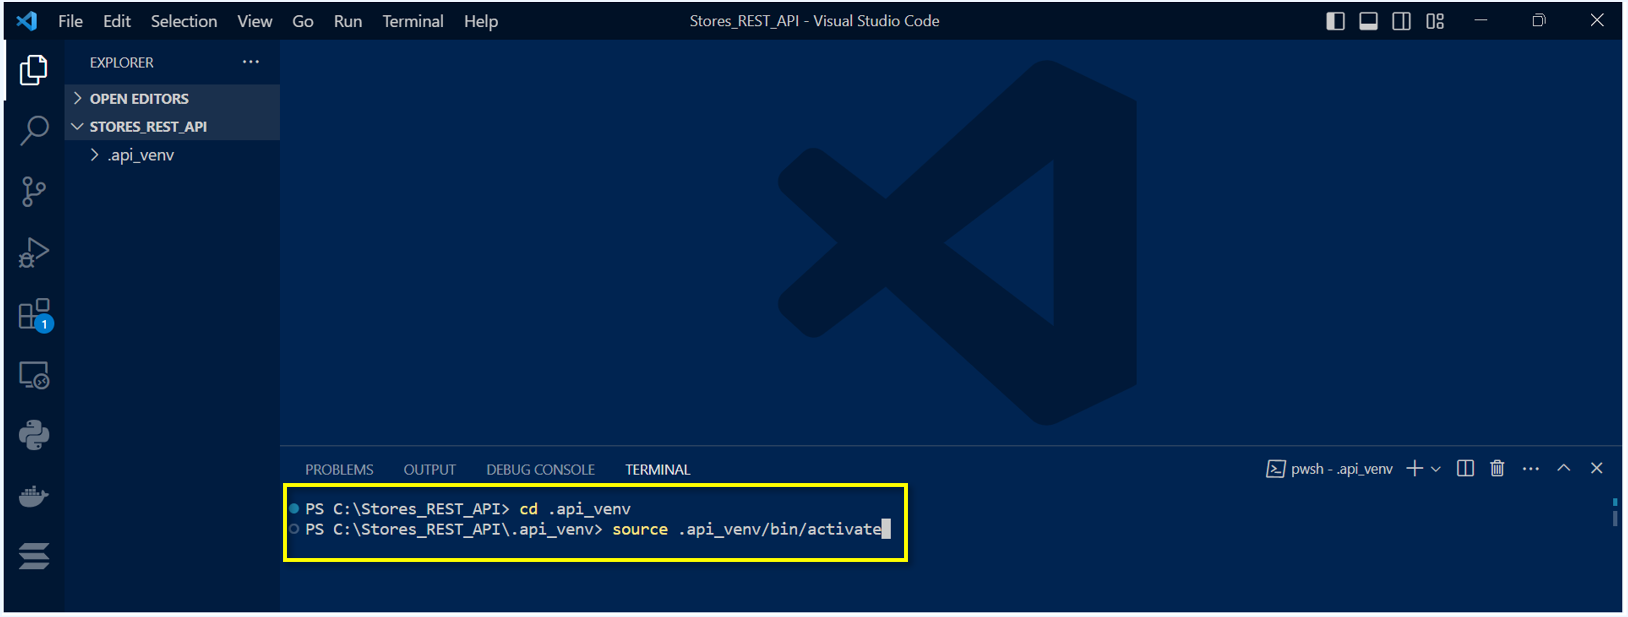 File Edit Selection View Go Run Terminal Help Stores_REST_API - Visual Studio Code
EXPLORER ···
OPEN EDITORS
STORES_REST_API
.api_venv
1
PROBLEMS OUTPUT DEBUG CONSOLE TERMINAL pwsh - .api_venv
PS C:\Stores_REST_API> cd .api_venv
PS C:\Stores_REST_API\.api_venv> source .api_venv/bin/activate